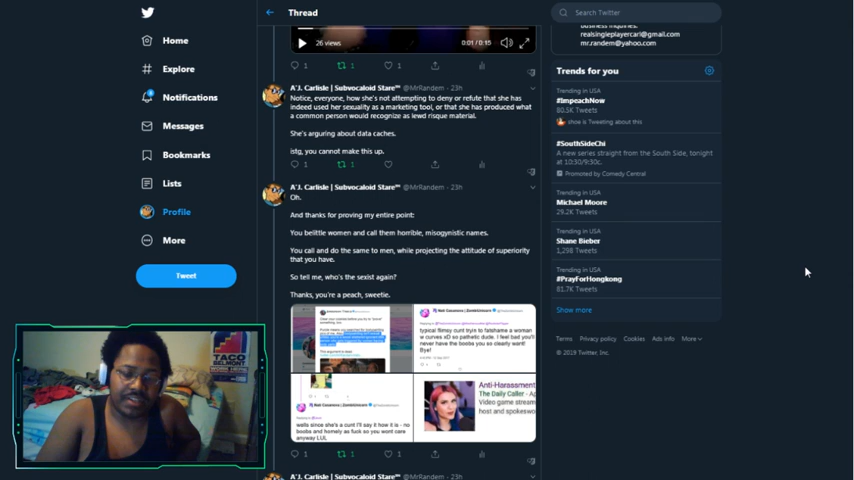 Thread
Search Twitter
Home
Explore
Notifications
Messages
Bookmarks
Lists
Profile
More
Tweet
26 views
0:01 / 0:15
1
1
1
A'J. Carlisle | Subvocaloid Stare™ @MrRandem · 23h
Notice, everyone, how she's not attempting to deny or refute that she has
indeed used her sexuality as a marketing tool, or that she has produced what
a common person would recognize as lewd risque material.
She's arguring about data caches.
istg, you cannot make this up.
1
1
A'J. Carlisle | Subvocaloid Stare™ @MrRandem · 23h
Oh.
And thanks for proving my entire point:
You belittle women and call them horrible, misogynistic names.
You call and do the same to men, while projecting the attitude of superiority
that you have.
So tell me, who's the sexist again?
Thanks, you're a peach, sweetie.
typical flimsy cunt tryin to fatshame a woman
w curves xD so pathetic dude. I feel bad you'll
never have the boobs you so clearly want!
Bye!
wells since she's a cunt I'll say it how it is - no
boobs and homely as fuck so you wont care
anyway LUL
Anti-Harassment
The Daily Caller
Video game stream
host and spokeswo
1
1
1
A'J. Carlisle | Subvocaloid Stare™ @MrRandem · 23h
business inquiries:
realsingleplayercarl@gmail.com
mr.randem@yahoo.com
Trends for you
Trending in USA
#ImpeachNow
80.5K Tweets
shoe is Tweeting about this
#SouthSideChi
A new series straight from the South Side, tonight
at 10:30/9:30c.
Promoted by Comedy Central
Trending in USA
Michael Moore
29.2K Tweets
Trending in USA
Shane Bieber
1,298 Tweets
Trending in USA
#PrayForHongkong
81.7K Tweets
Show more
Terms Privacy policy Cookies Ads info More
© 2019 Twitter, Inc.
TACO
BELMONT